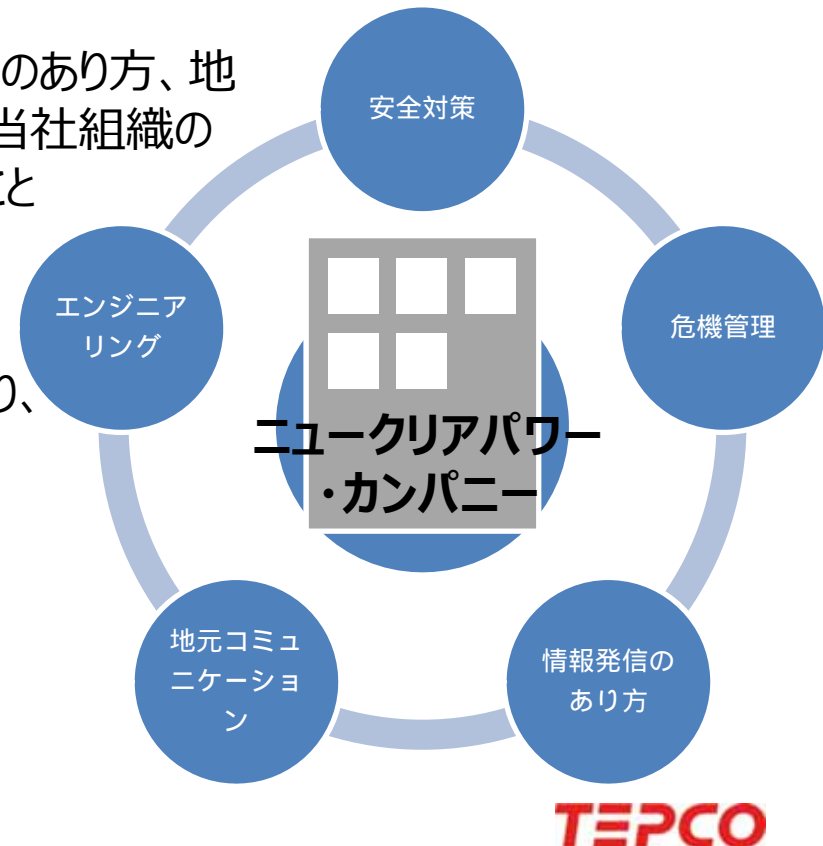 のあり方、地
当社組織の
こと
り、
安全対策
危機管理
情報発信の
あり方
地元コミュ
ニケーショ
ン
エンジニア
リング
ニュークリアパワー
・カンパニー
TEPCO